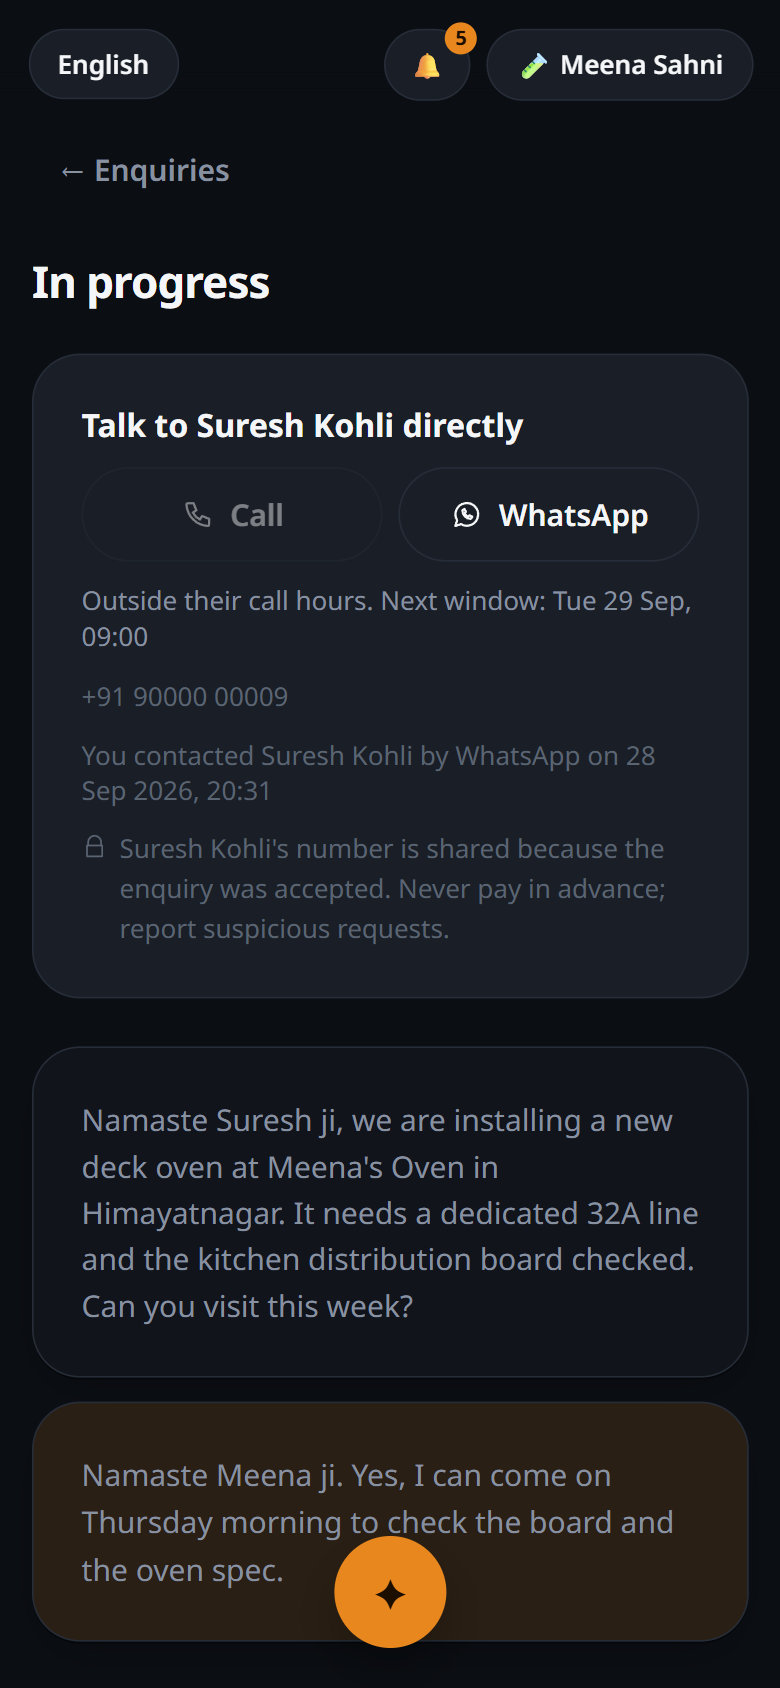 English
5
Meena Sahni
← Enquiries
In progress
Talk to Suresh Kohli directly
Call
WhatsApp
Outside their call hours. Next window: Tue 29 Sep,
09:00
+91 90000 00009
You contacted Suresh Kohli by WhatsApp on 28
Sep 2026, 20:31
Suresh Kohli's number is shared because the
enquiry was accepted. Never pay in advance;
report suspicious requests.
Namaste Suresh ji, we are installing a new
deck oven at Meena's Oven in
Himayatnagar. It needs a dedicated 32A line
and the kitchen distribution board checked.
Can you visit this week?
Namaste Meena ji. Yes, I can come on
Thursday morning to check the board and
the oven spec.